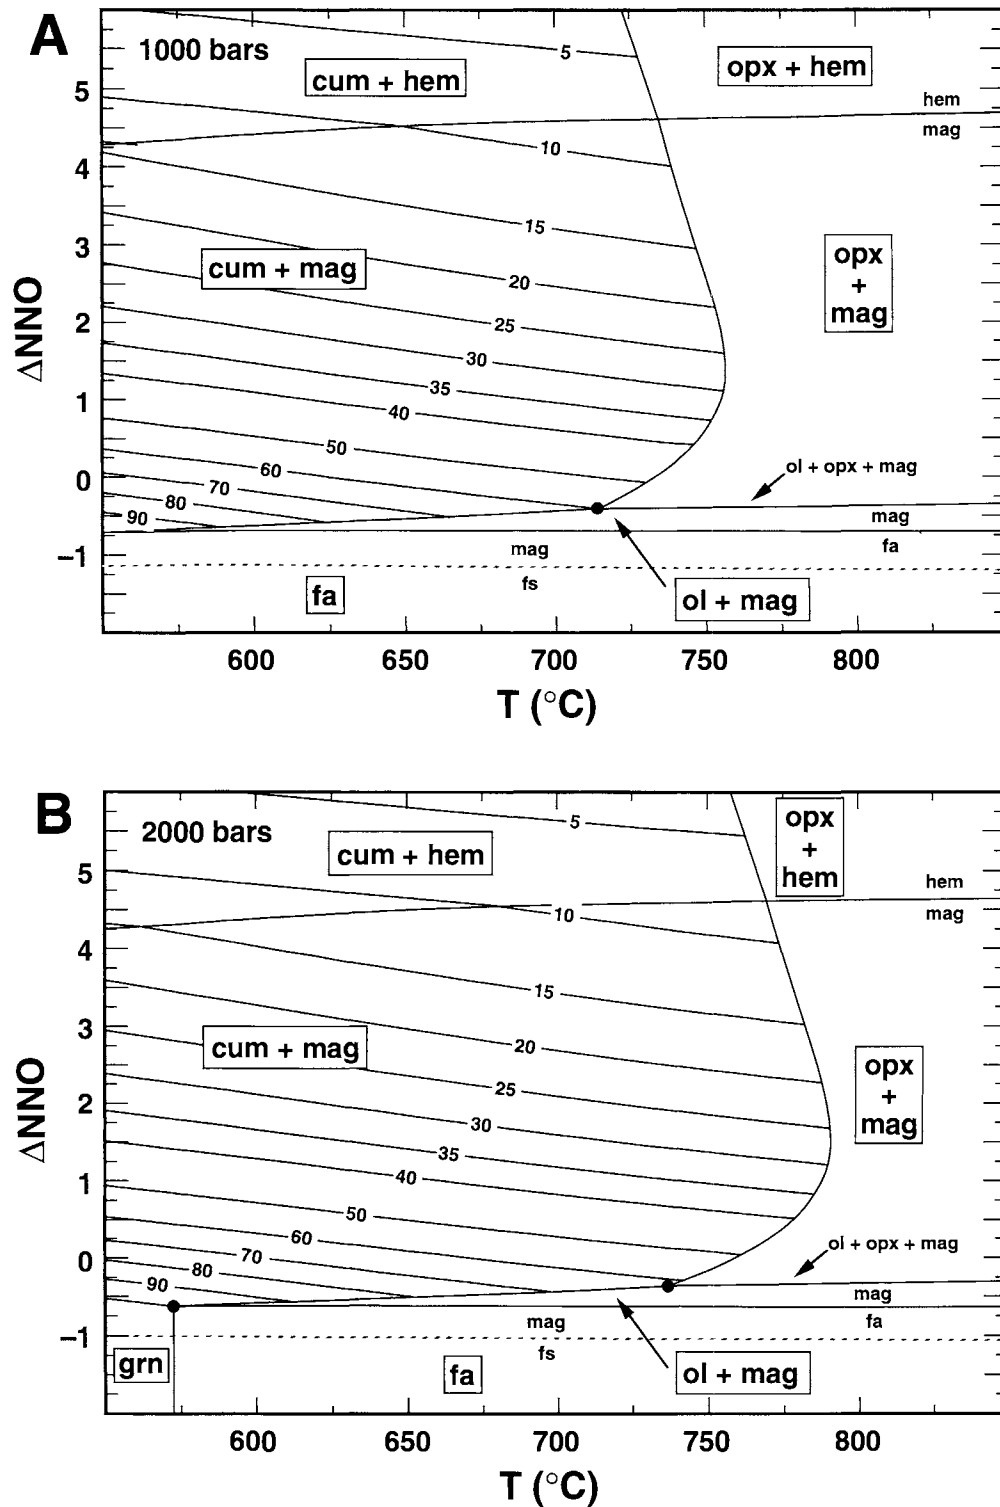 A
1000 bars
5
cum + hem
opx + hem
5
hem
mag
10
4
15
3
cum + mag
opx
+
mag
20
ΔNNO
2
25
30
35
1
40
50
ol + opx + mag
0
60
70
80
90
mag
mag
fa
−1
fs
fa
ol + mag
600
650
700
750
800
T (°C)
B
2000 bars
5
opx
+
hem
cum + hem
5
hem
mag
10
4
15
3
cum + mag
20
opx
+
mag
25
ΔNNO
2
30
35
40
1
50
60
ol + opx + mag
0
70
80
90
mag
mag
fa
−1
fs
grn
fa
ol + mag
600
650
700
750
800
T (°C)